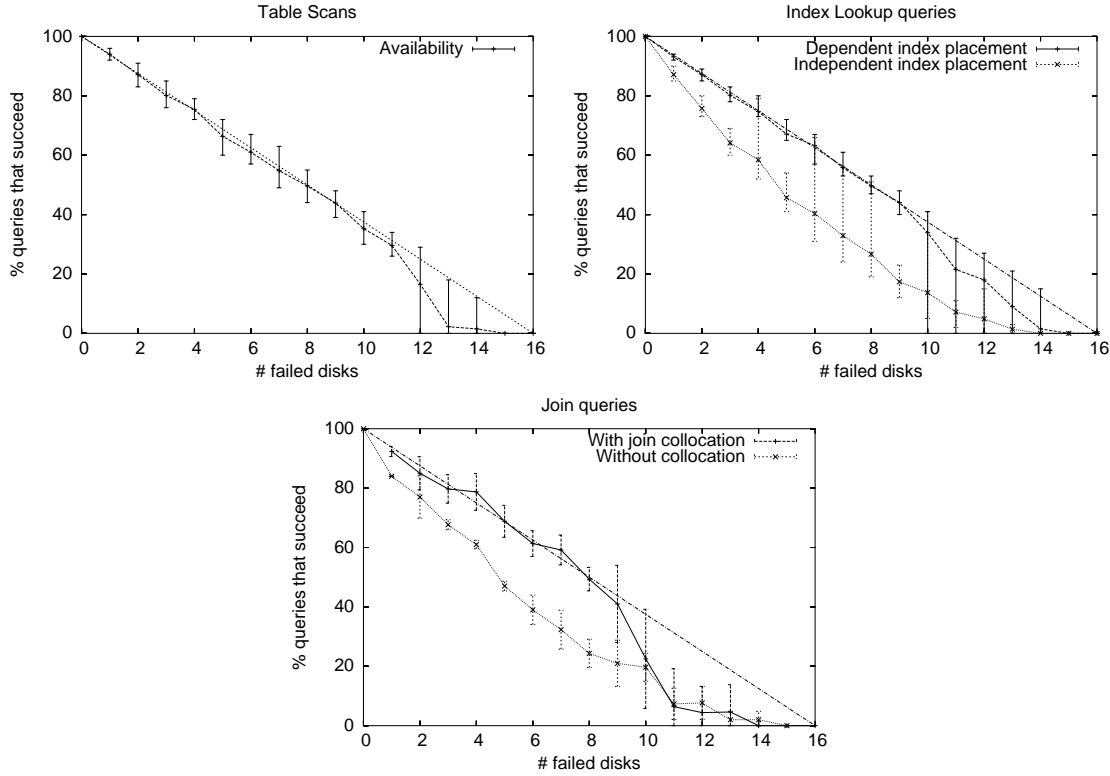 Table Scans
Availability
% queries that succeed
100
80
60
40
20
0
0 2 4 6 8 10 12 14 16
# failed disks
Index Lookup queries
Dependent index placement
Independent index placement
% queries that succeed
100
80
60
40
20
0
0 2 4 6 8 10 12 14 16
# failed disks
Join queries
With join collocation
Without collocation
% queries that succeed
100
80
60
40
20
0
0 2 4 6 8 10 12 14 16
# failed disks